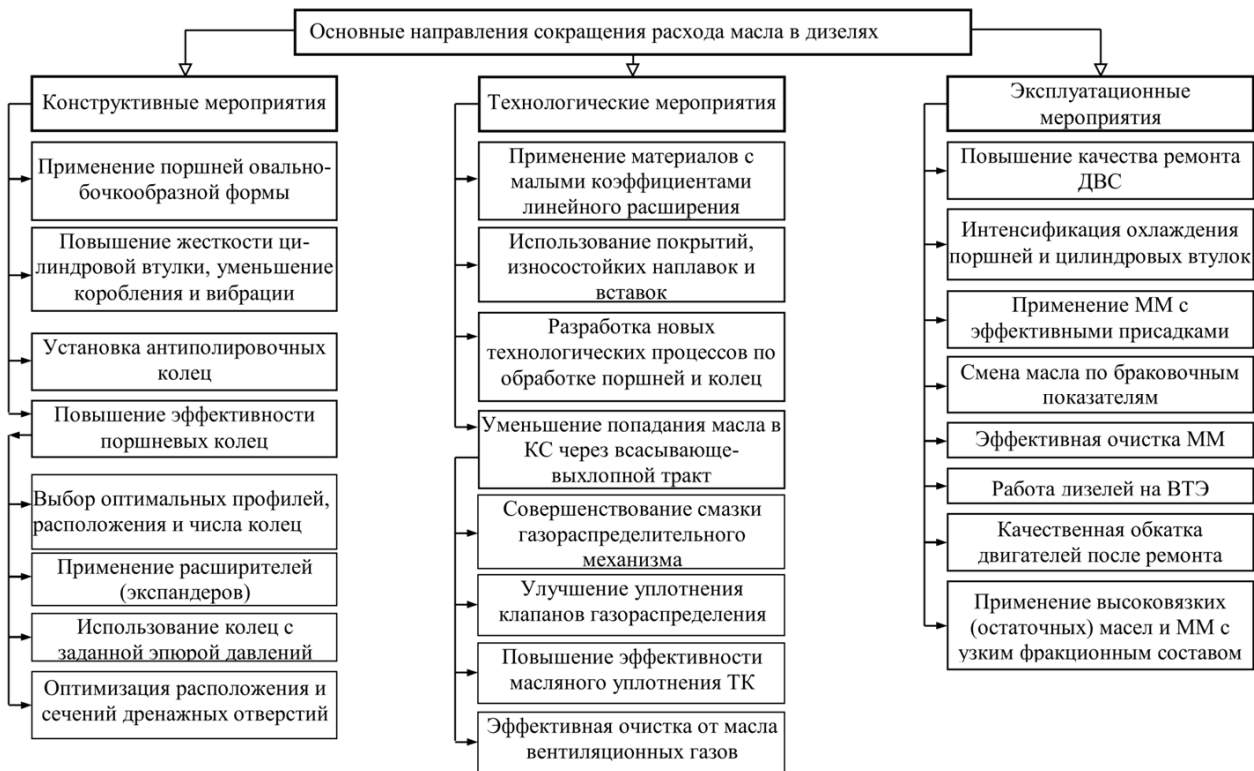 Основные направления сокращения расхода масла в дизелях
Конструктивные мероприятия
Применение поршней овально-
бочкообразной формы
Повышение жесткости ци-
линдровой втулки, уменьшение
коробления и вибрации
Установка антиполировочных
колец
Повышение эффективности
поршневых колец
Выбор оптимальных профилей,
расположения и числа колец
Применение расширителей
(экспандеров)
Использование колец с
заданной эпюрой давлений
Оптимизация расположения и
сечений дренажных отверстий
Технологические мероприятия
Применение материалов с
малыми коэффициентами
линейного расширения
Использование покрытий,
износостойких наплавок и
вставок
Разработка новых
технологических процессов по
обработке поршней и колец
Уменьшение попадания масла в
КС через всасывающе-
выхлопной тракт
Совершенствование смазки
газораспределительного
механизма
Улучшение уплотнения
клапанов газораспределения
Повышение эффективности
масляного уплотнения ТК
Эффективная очистка от масла
вентиляционных газов
Эксплуатационные
мероприятия
Повышение качества ремонта
ДВС
Интенсификация охлаждения
поршней и цилиндровых втулок
Применение ММ с
эффективными присадками
Смена масла по браковочным
показателям
Эффективная очистка ММ
Работа дизелей на ВТЭ
Качественная обкатка
двигателей после ремонта
Применение высоковязких
(остаточных) масел и ММ с
узким фракционным составом